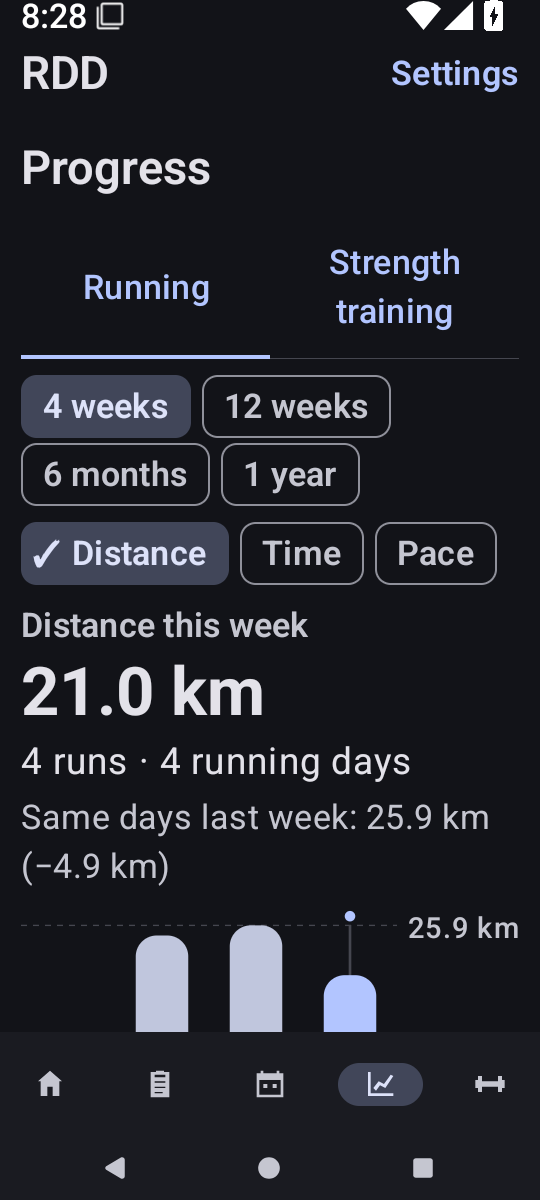 8:28
RDD
Settings
Progress
Running
Strength
training
4 weeks
12 weeks
6 months
1 year
✓ Distance
Time
Pace
Distance this week
21.0 km
4 runs · 4 running days
Same days last week: 25.9 km
(−4.9 km)
25.9 km